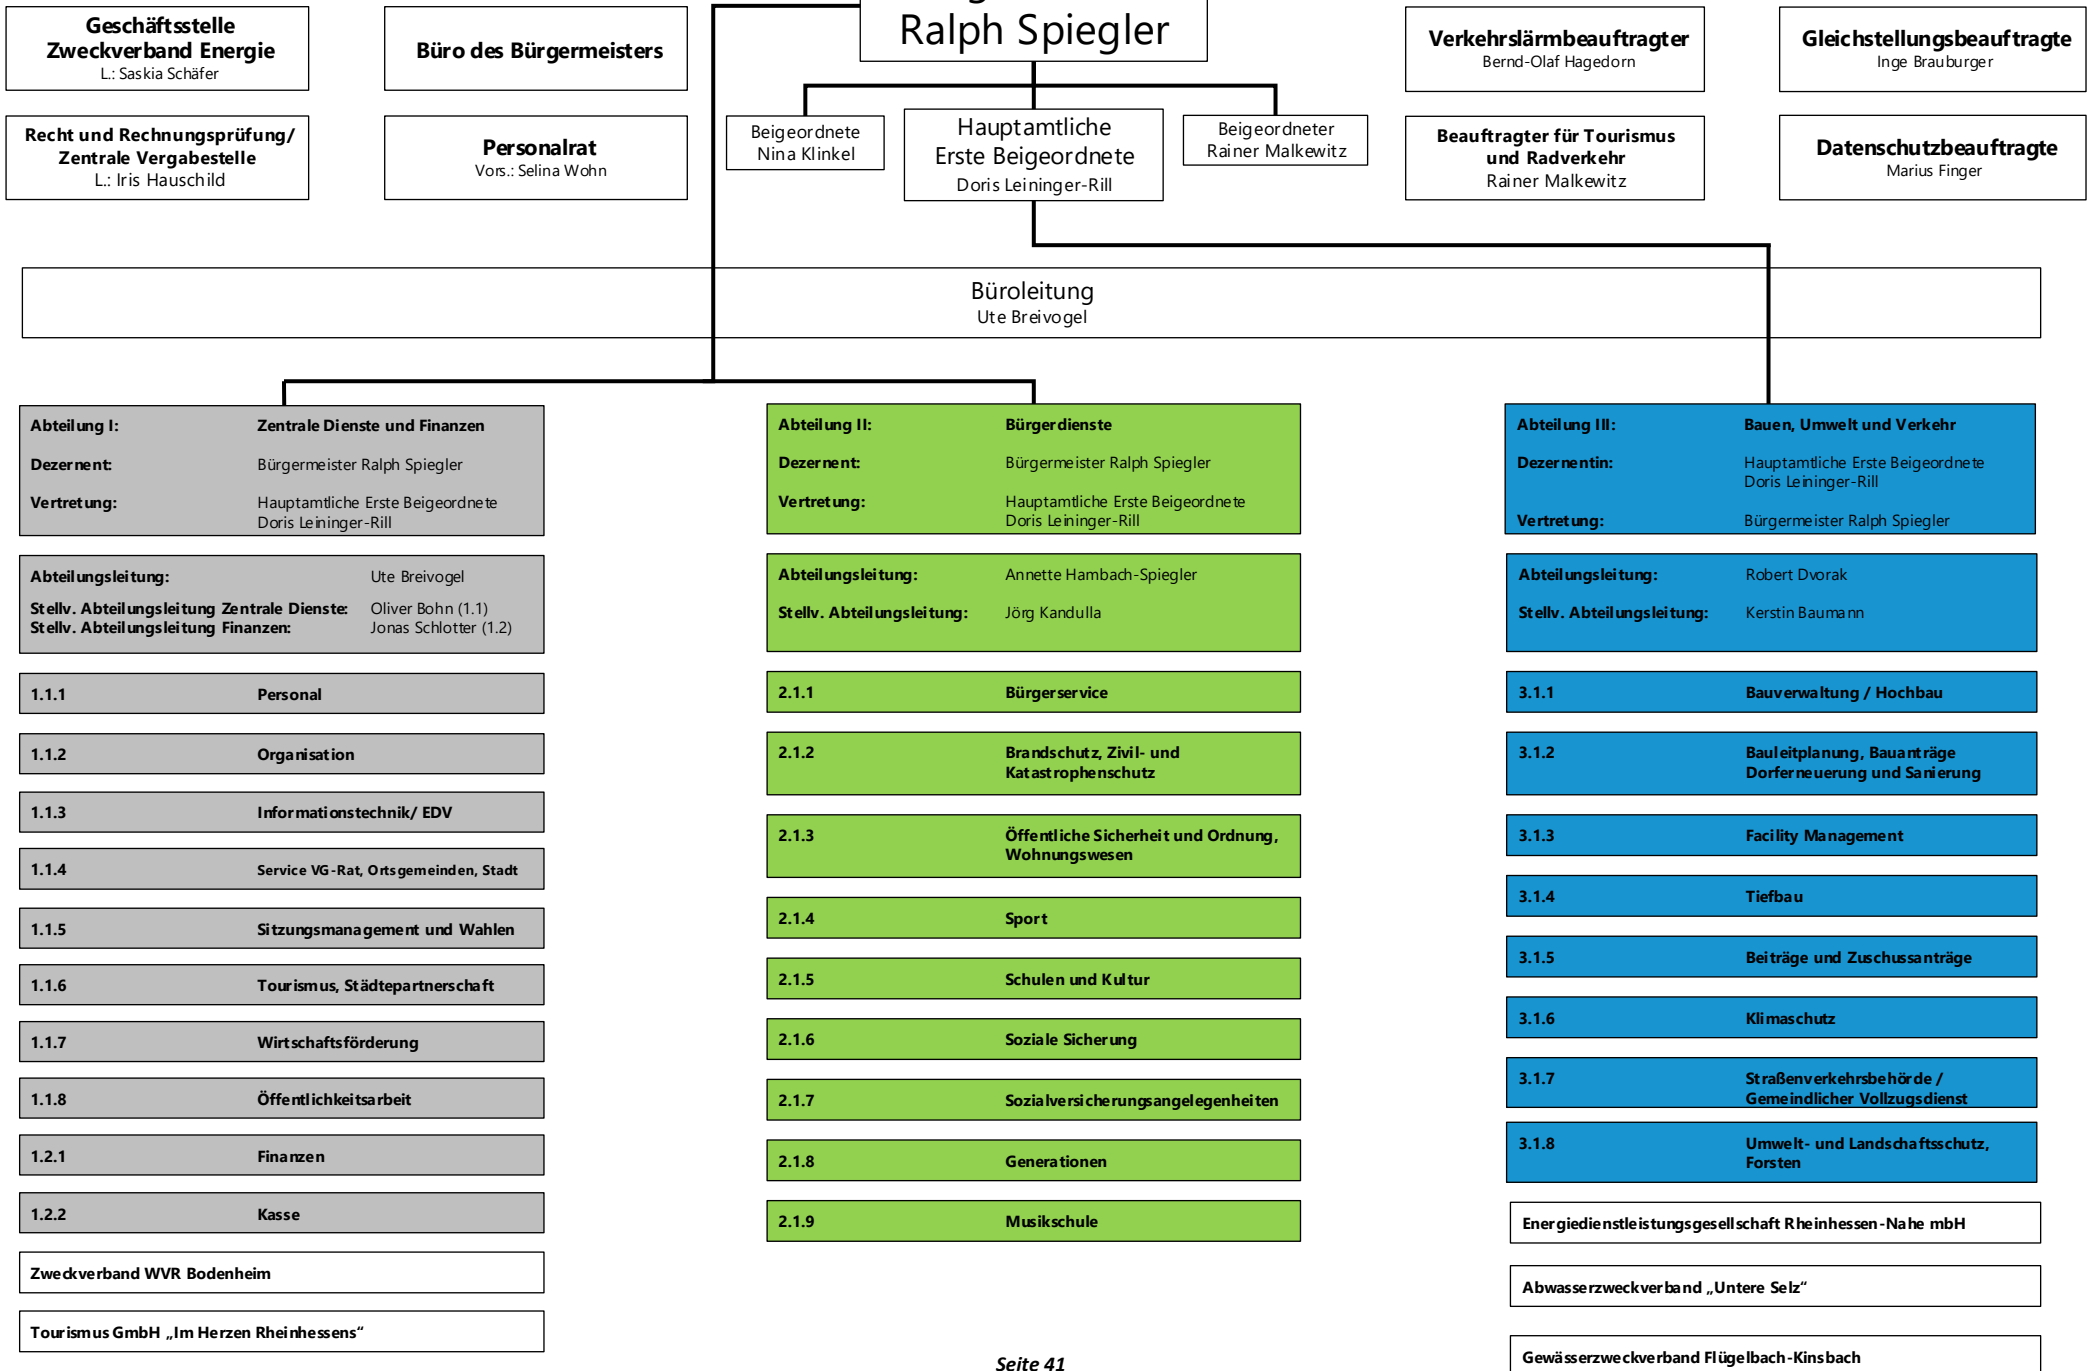 Ralph Spiegler
Geschäftsstelle
Zweckverband Energie
L.: Saskia Schäfer
Büro des Bürgermeisters
Verkehrslärmbeauftragter
Bernd-Olaf Hagedorn
Gleichstellungsbeauftragte
Inge Brauburger
Recht und Rechnungsprüfung/
Zentrale Vergabestelle
L.: Iris Hauschild
Personalrat
Vors.: Selina Wohn
Beigeordnete
Nina Klinkel
Hauptamtliche
Erste Beigeordnete
Doris Leininger-Rill
Beigeordneter
Rainer Malkewitz
Beauftragter für Tourismus
und Radverkehr
Rainer Malkewitz
Datenschutzbeauftragte
Marius Finger
Büroleitung
Ute Breivogel
Abteilung I: Zentrale Dienste und Finanzen
Dezernent: Bürgermeister Ralph Spiegler
Vertretung: Hauptamtliche Erste Beigeordnete
Doris Leininger-Rill
Abteilungsleitung: Ute Breivogel
Stellv. Abteilungsleitung Zentrale Dienste: Oliver Bohn (1.1)
Stellv. Abteilungsleitung Finanzen: Jonas Schlotter (1.2)
1.1.1 Personal
1.1.2 Organisation
1.1.3 Informationstechnik/ EDV
1.1.4 Service VG-Rat, Ortsgemeinden, Stadt
1.1.5 Sitzungsmanagement und Wahlen
1.1.6 Tourismus, Städtepartnerschaft
1.1.7 Wirtschaftsförderung
1.1.8 Öffentlichkeitsarbeit
1.2.1 Finanzen
1.2.2 Kasse
Zweckverband WVR Bodenheim
Tourismus GmbH „Im Herzen Rheinhessens“
Abteilung II: Bürgerdienste
Dezernent: Bürgermeister Ralph Spiegler
Vertretung: Hauptamtliche Erste Beigeordnete
Doris Leininger-Rill
Abteilungsleitung: Annette Hambach-Spiegler
Stellv. Abteilungsleitung: Jörg Kandulla
2.1.1 Bürgerservice
2.1.2 Brandschutz, Zivil- und
Katastrophenschutz
2.1.3 Öffentliche Sicherheit und Ordnung,
Wohnungswesen
2.1.4 Sport
2.1.5 Schulen und Kultur
2.1.6 Soziale Sicherung
2.1.7 Sozialversicherungsangelegenheiten
2.1.8 Generationen
2.1.9 Musikschule
Abteilung III: Bauen, Umwelt und Verkehr
Dezernentin: Hauptamtliche Erste Beigeordnete
Doris Leininger-Rill
Vertretung: Bürgermeister Ralph Spiegler
Abteilungsleitung: Robert Dvorak
Stellv. Abteilungsleitung: Kerstin Baumann
3.1.1 Bauverwaltung / Hochbau
3.1.2 Bauleitplanung, Bauanträge
Dorferneuerung und Sanierung
3.1.3 Facility Management
3.1.4 Tiefbau
3.1.5 Beiträge und Zuschussanträge
3.1.6 Klimaschutz
3.1.7 Straßenverkehrsbehörde /
Gemeindlicher Vollzugsdienst
3.1.8 Umwelt- und Landschaftsschutz,
Forsten
Energiedienstleistungsgesellschaft Rheinhessen-Nahe mbH
Abwasserzweckverband „Untere Selz“
Gewässerzweckverband Flügelbach-Kinsbach
Seite 41